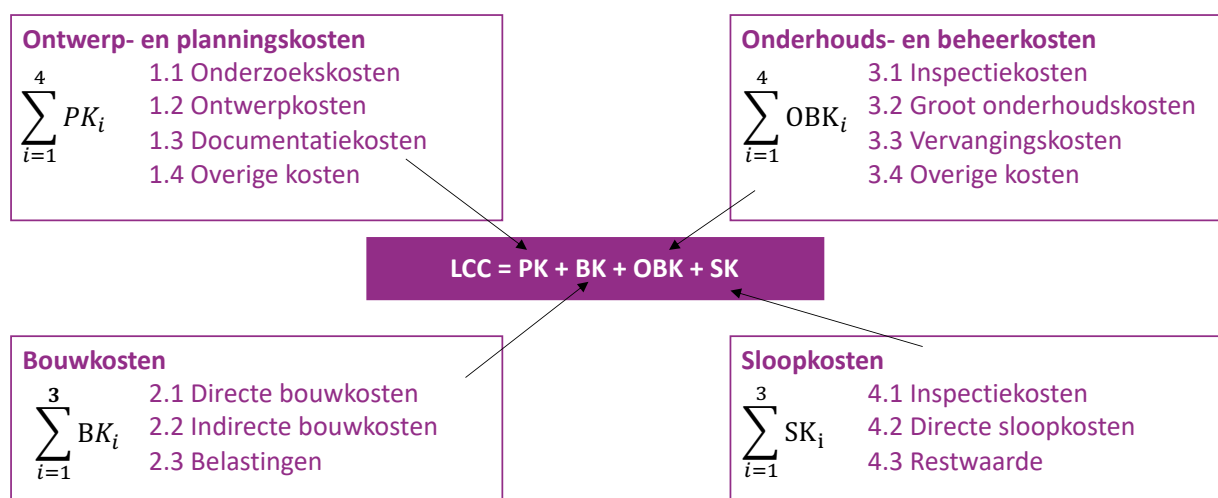 Ontwerp- en planningskosten
4
∑ PK_i
i=1
1.1 Onderzoekskosten
1.2 Ontwerpkosten
1.3 Documentatiekosten
1.4 Overige kosten
Onderhouds- en beheerkosten
4
∑ OBK_i
i=1
3.1 Inspectiekosten
3.2 Groot onderhoudskosten
3.3 Vervangingskosten
3.4 Overige kosten
LCC = PK + BK + OBK + SK
Bouwkosten
3
∑ BK_i
i=1
2.1 Directe bouwkosten
2.2 Indirecte bouwkosten
2.3 Belastingen
Sloopkosten
3
∑ SK_i
i=1
4.1 Inspectiekosten
4.2 Directe sloopkosten
4.3 Restwaarde